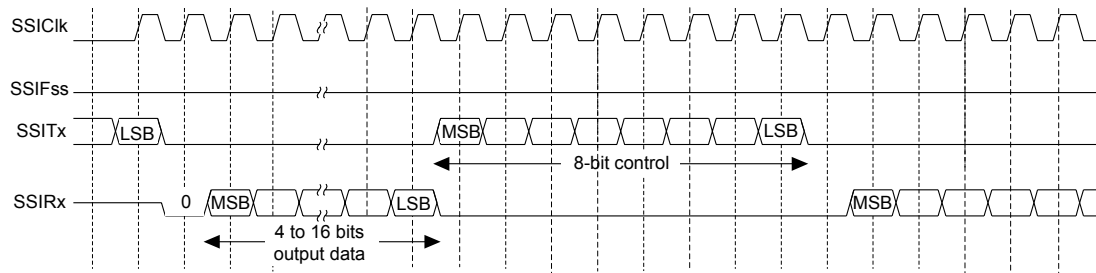 SSIClk
SSIFss
SSITx
LSB
MSB
LSB
8-bit control
SSIRx
0
MSB
LSB
MSB
4 to 16 bits
output data